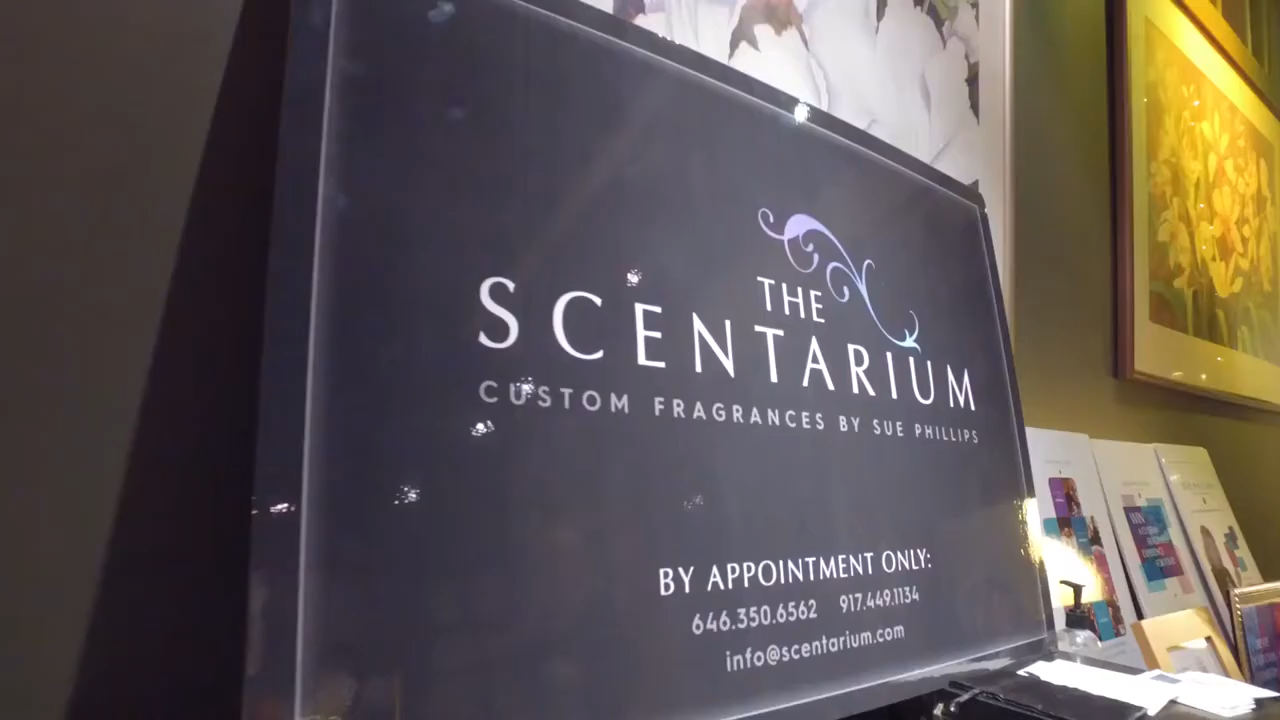 THE
SCENTARIUM
CUSTOM FRAGRANCES BY SUE PHILLIPS
BY APPOINTMENT ONLY:
646.350.6562 917.449.1134
info@scentarium.com
WIN